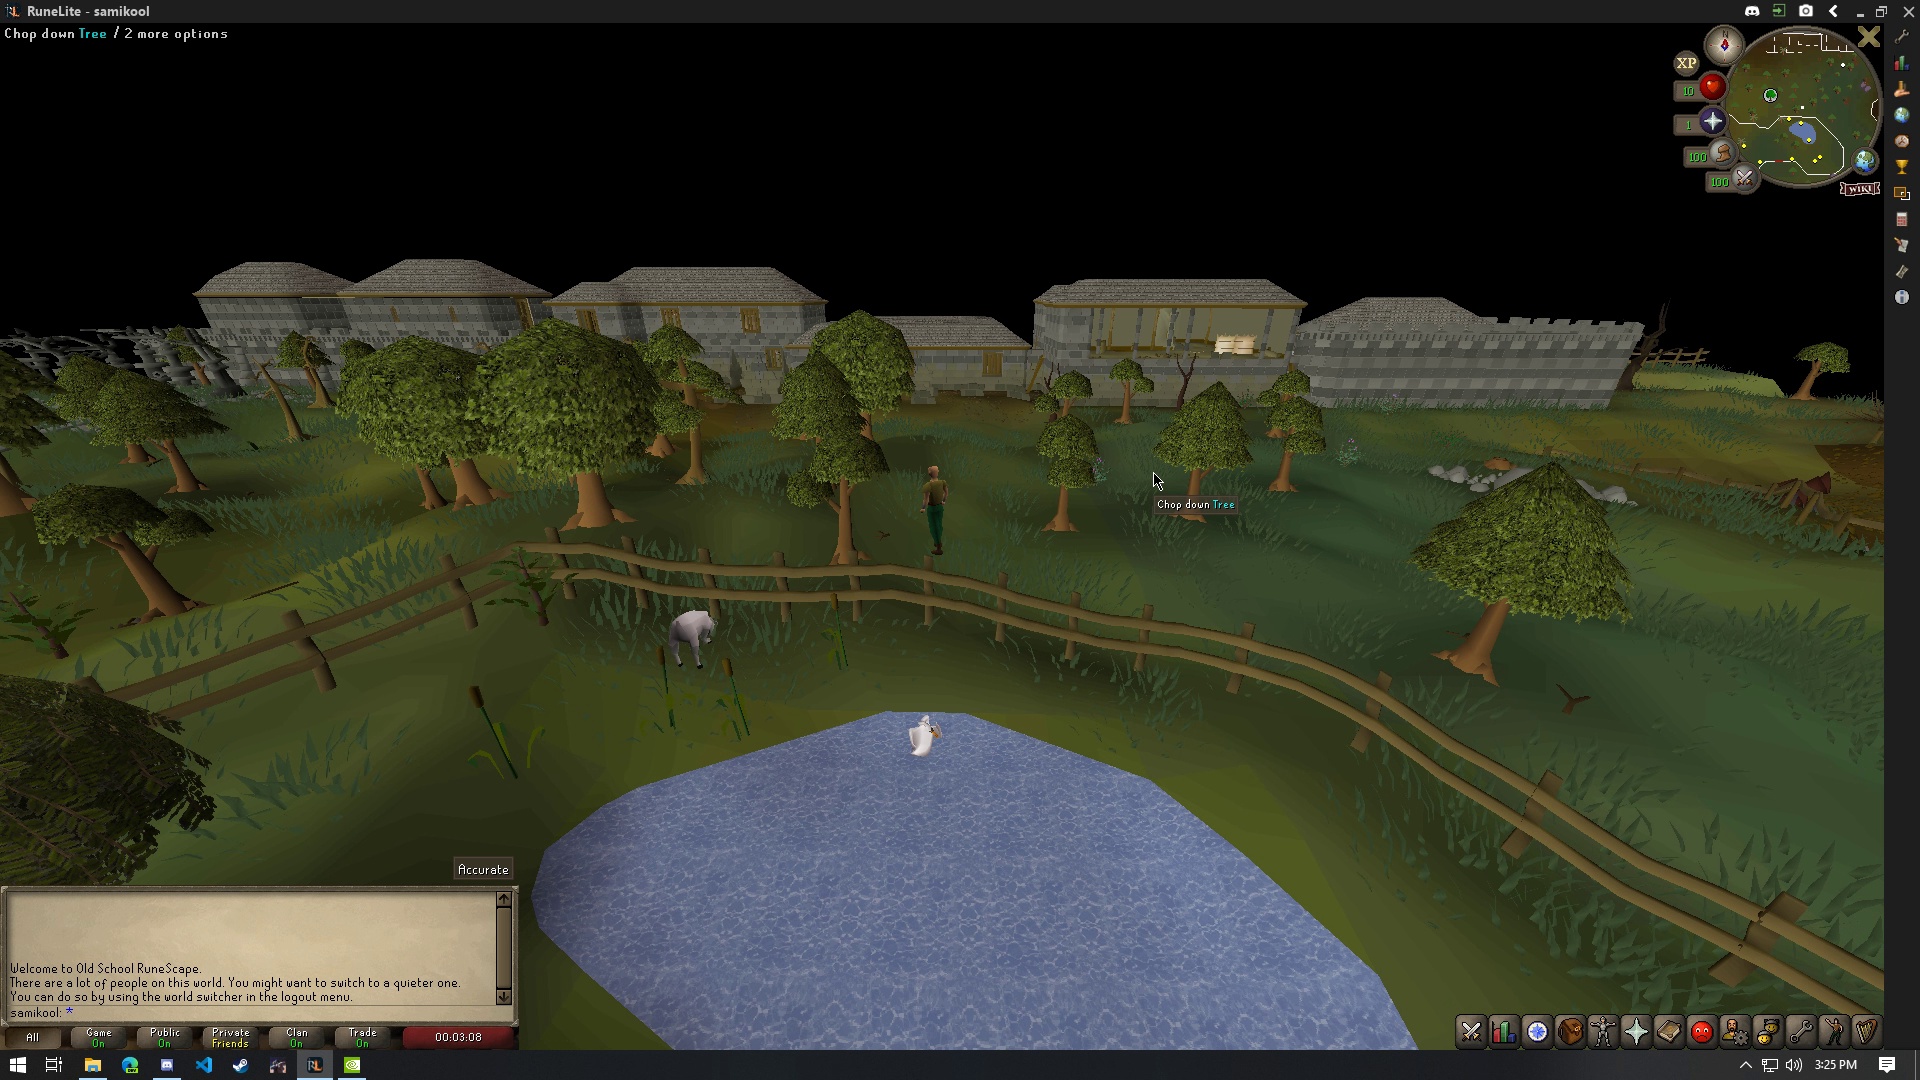 RuneLite - samikool
Chop down Tree / 2 more options
N
XP
10
1
100
100
WIKI
Chop down Tree
Accurate
Welcome to Old School RuneScape.
There are a lot of people on this world. You might want to switch to a quieter one.
You can do so by using the world switcher in the logout menu.
samikool: *
All
Game
On
Public
On
Private
Friends
Clan
On
Trade
On
00:03:08
3:25 PM